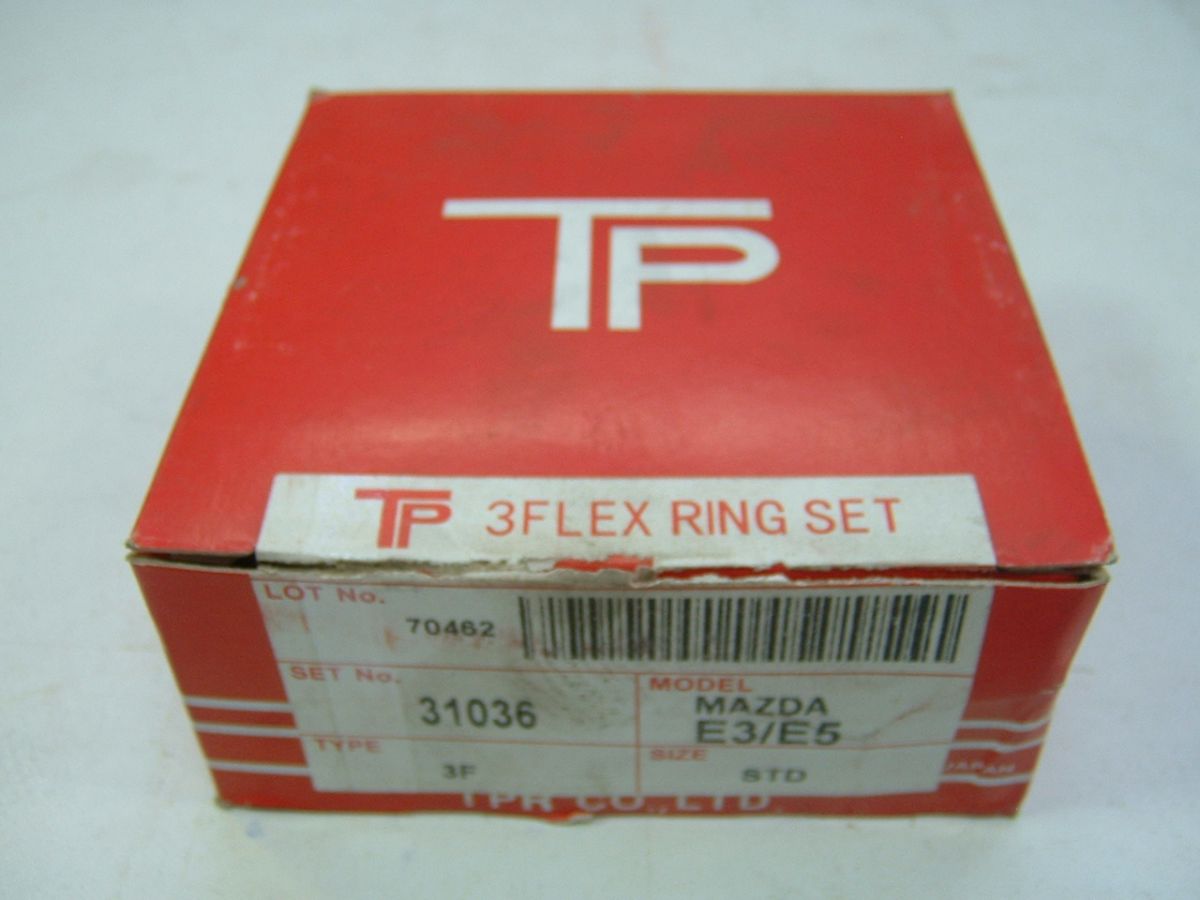 TP
TP 3FLEX RING SET
LOT No.
70462
SET No.
31036
MODEL
MAZDA
E3/E5
TYPE
3F
SIZE
STD
JAPAN
TPR CO.,LTD.